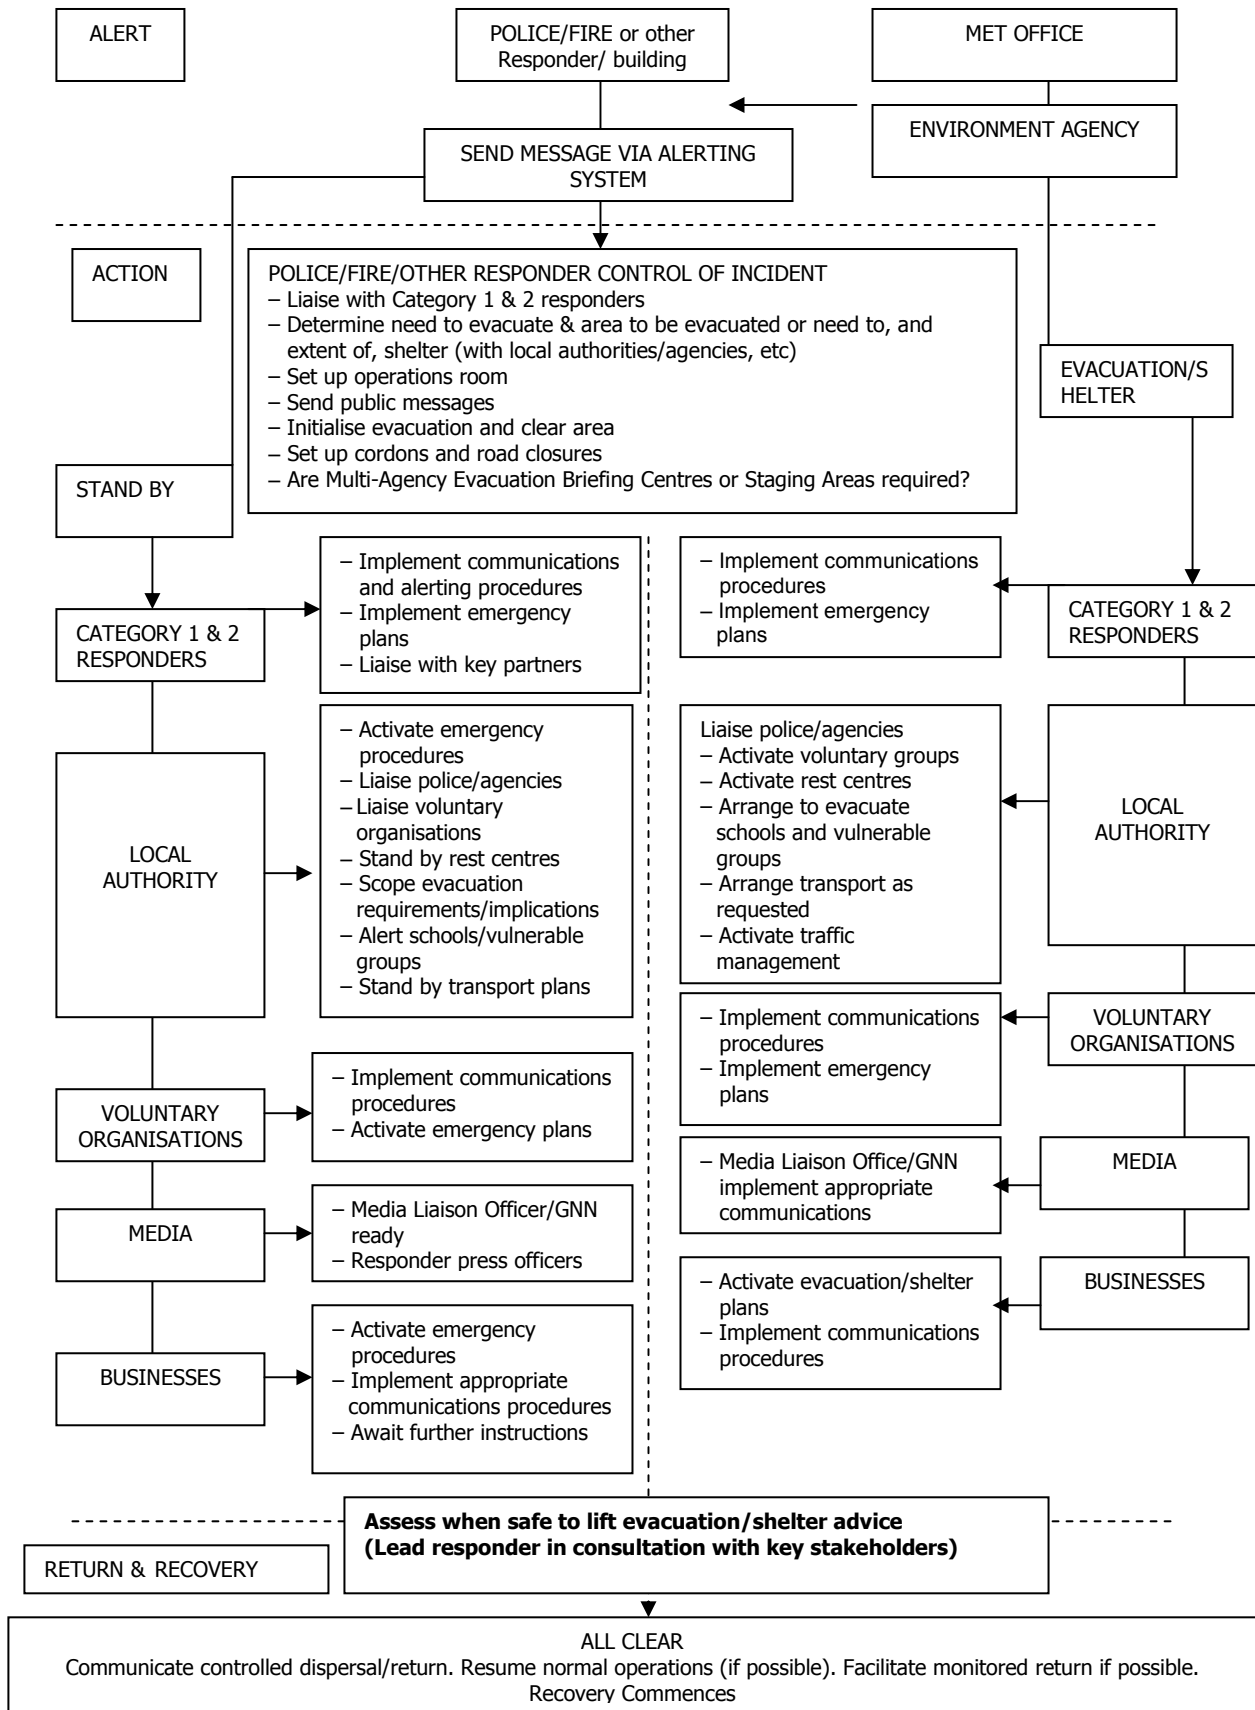 ALERT
POLICE/FIRE or other
Responder/ building
MET OFFICE
ENVIRONMENT AGENCY
SEND MESSAGE VIA ALERTING
SYSTEM
ACTION
POLICE/FIRE/OTHER RESPONDER CONTROL OF INCIDENT
– Liaise with Category 1 & 2 responders
– Determine need to evacuate & area to be evacuated or need to, and
extent of, shelter (with local authorities/agencies, etc)
– Set up operations room
– Send public messages
– Initialise evacuation and clear area
– Set up cordons and road closures
– Are Multi-Agency Evacuation Briefing Centres or Staging Areas required?
EVACUATION/S
HELTER
STAND BY
CATEGORY 1 & 2
RESPONDERS
– Implement communications
and alerting procedures
– Implement emergency
plans
– Liaise with key partners
LOCAL
AUTHORITY
– Activate emergency
procedures
– Liaise police/agencies
– Liaise voluntary
organisations
– Stand by rest centres
– Scope evacuation
requirements/implications
– Alert schools/vulnerable
groups
– Stand by transport plans
VOLUNTARY
ORGANISATIONS
– Implement communications
procedures
– Activate emergency plans
MEDIA
– Media Liaison Officer/GNN
ready
– Responder press officers
BUSINESSES
– Activate emergency
procedures
– Implement appropriate
communications procedures
– Await further instructions
– Implement communications
procedures
– Implement emergency
plans
CATEGORY 1 & 2
RESPONDERS
Liaise police/agencies
– Activate voluntary groups
– Activate rest centres
– Arrange to evacuate
schools and vulnerable
groups
– Arrange transport as
requested
– Activate traffic
management
LOCAL
AUTHORITY
– Implement communications
procedures
– Implement emergency
plans
VOLUNTARY
ORGANISATIONS
– Media Liaison Office/GNN
implement appropriate
communications
MEDIA
– Activate evacuation/shelter
plans
– Implement communications
procedures
BUSINESSES
Assess when safe to lift evacuation/shelter advice
(Lead responder in consultation with key stakeholders)
RETURN & RECOVERY
ALL CLEAR
Communicate controlled dispersal/return. Resume normal operations (if possible). Facilitate monitored return if possible.
Recovery Commences